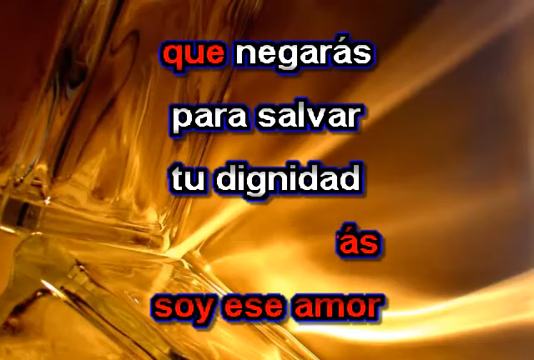 que negarás
para salvar
tu dignidad
ás
soy ese amor